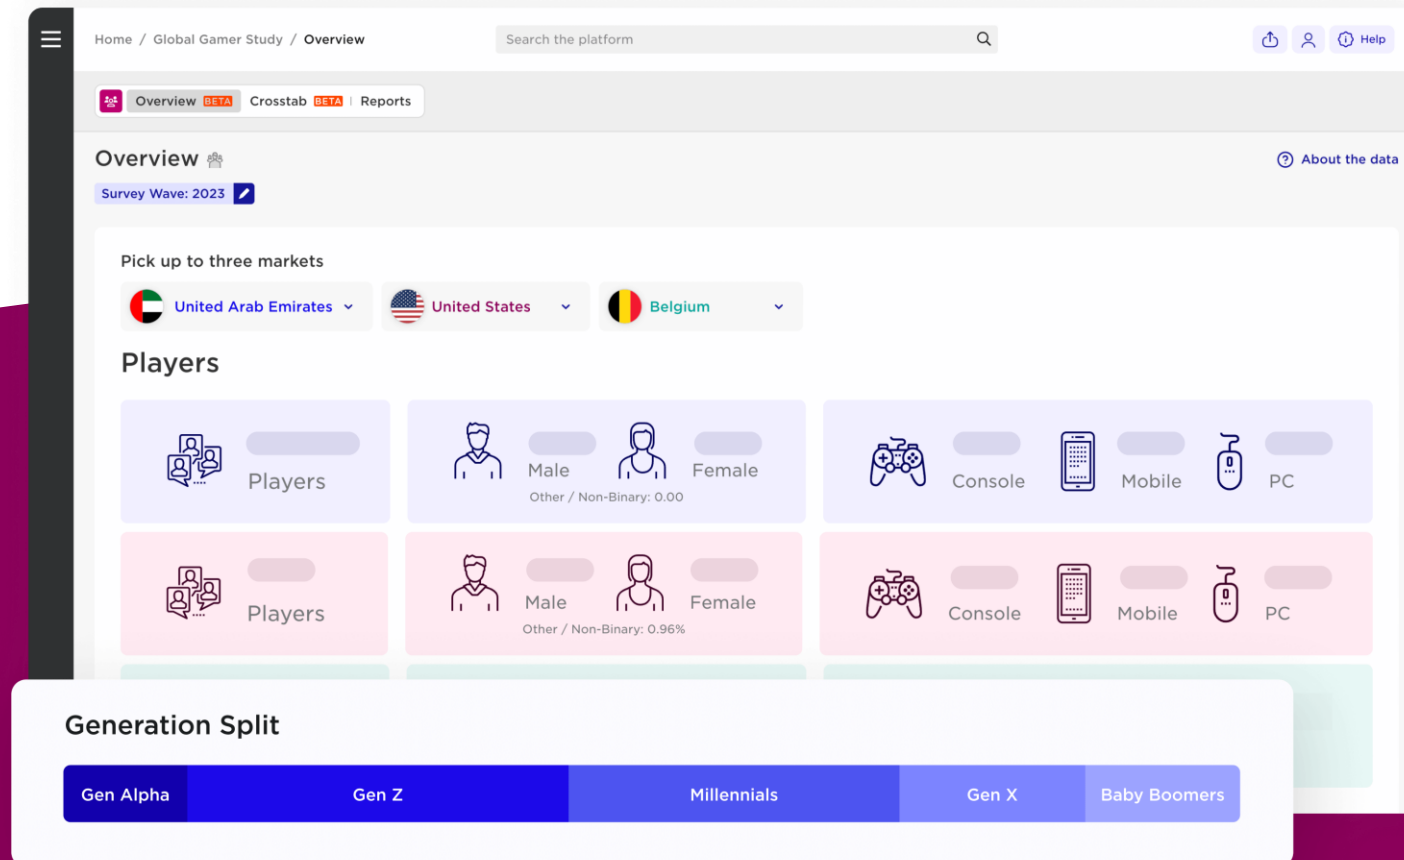 Home / Global Gamer Study / Overview
Search the platform
Help
Overview BETA Crosstab BETA | Reports
Overview
About the data
Survey Wave: 2023
Pick up to three markets
United Arab Emirates
United States
Belgium
Players
Players
Male
Female
Other / Non-Binary: 0.00
Console
Mobile
PC
Players
Male
Female
Other / Non-Binary: 0.96%
Console
Mobile
PC
Generation Split
Gen Alpha
Gen Z
Millennials
Gen X
Baby Boomers